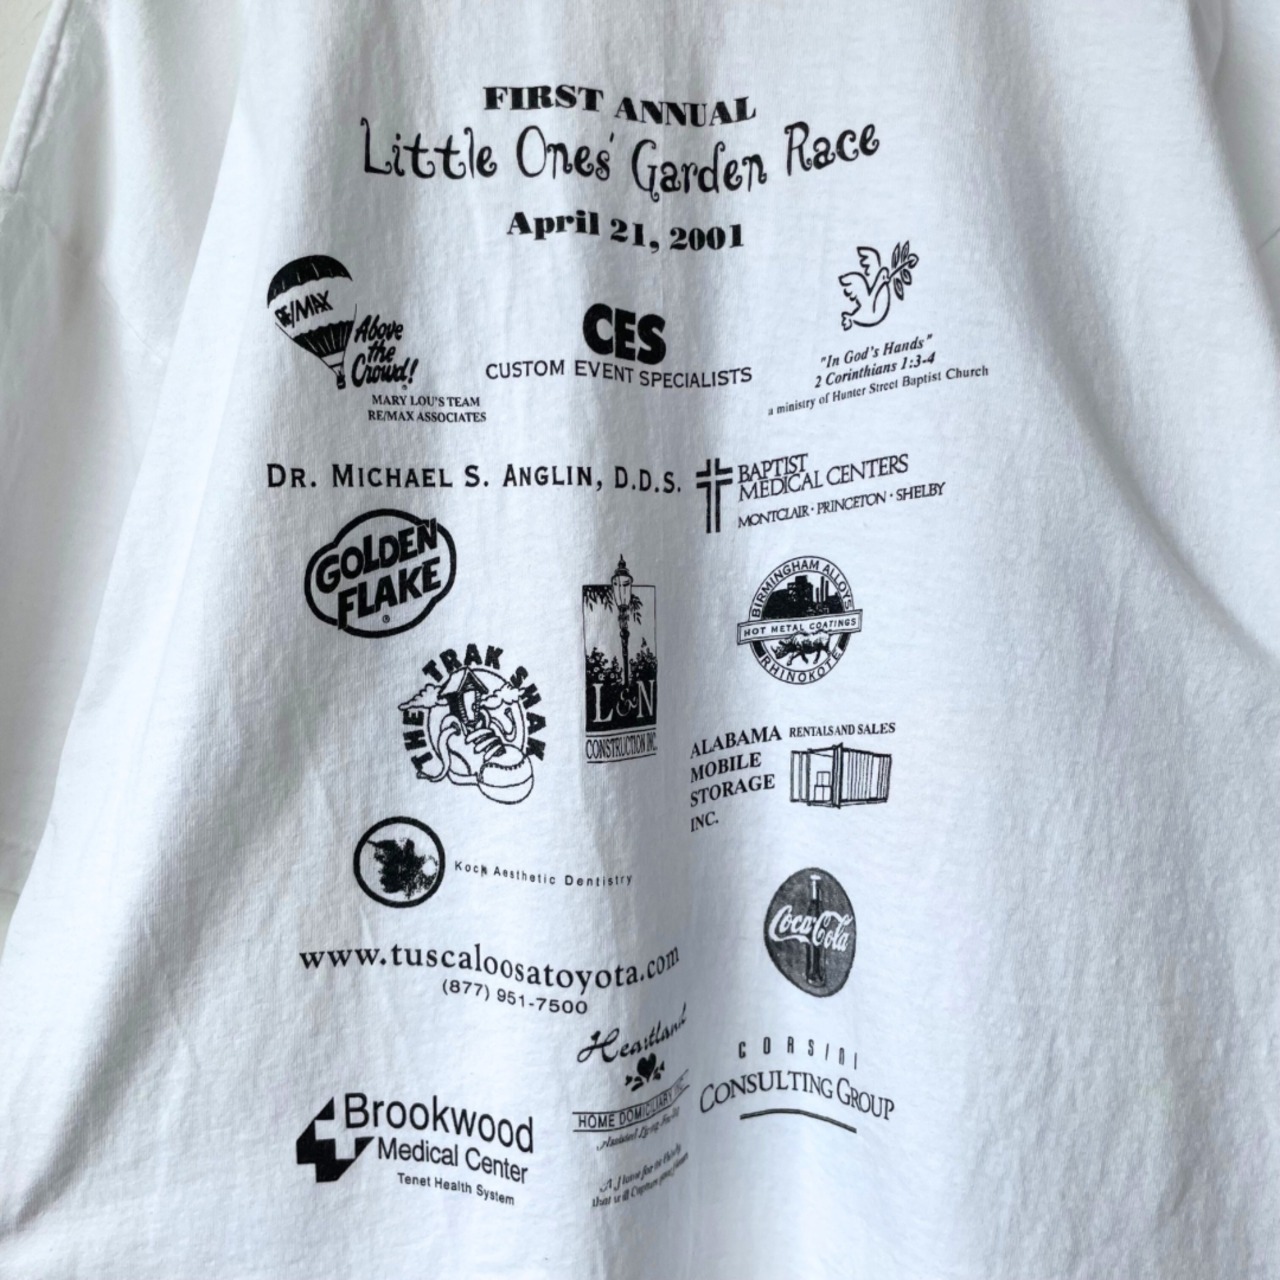 FIRST ANNUAL
Little Ones' Garden Race
April 21, 2001
RE/MAX
Above
the
Crowd!
MARY LOU'S TEAM
RE/MAX ASSOCIATES
CES
CUSTOM EVENT SPECIALISTS
"In God's Hands"
2 Corinthians 1:3-4
a ministry of Hunter Street Baptist Church
DR. MICHAEL S. ANGLIN, D.D.S.
BAPTIST
MEDICAL CENTERS
MONTCLAIR · PRINCETON · SHELBY
GOLDEN
FLAKE®
L&N
CONSTRUCTION INC.
BIRMINGHAM ALLOYS
HOT METAL COATINGS
RHINOKOTE
THE TRAK SHAK
ALABAMA
MOBILE
STORAGE
INC.
RENTALS AND SALES
Koch Aesthetic Dentistry
Coca-Cola
www.tuscaloosatoyota.com
(877) 951-7500
Heartland
HOME DOMICILIARY, INC.
Brookwood
Medical Center
Tenet Health System
CORSINI
CONSULTING GROUP